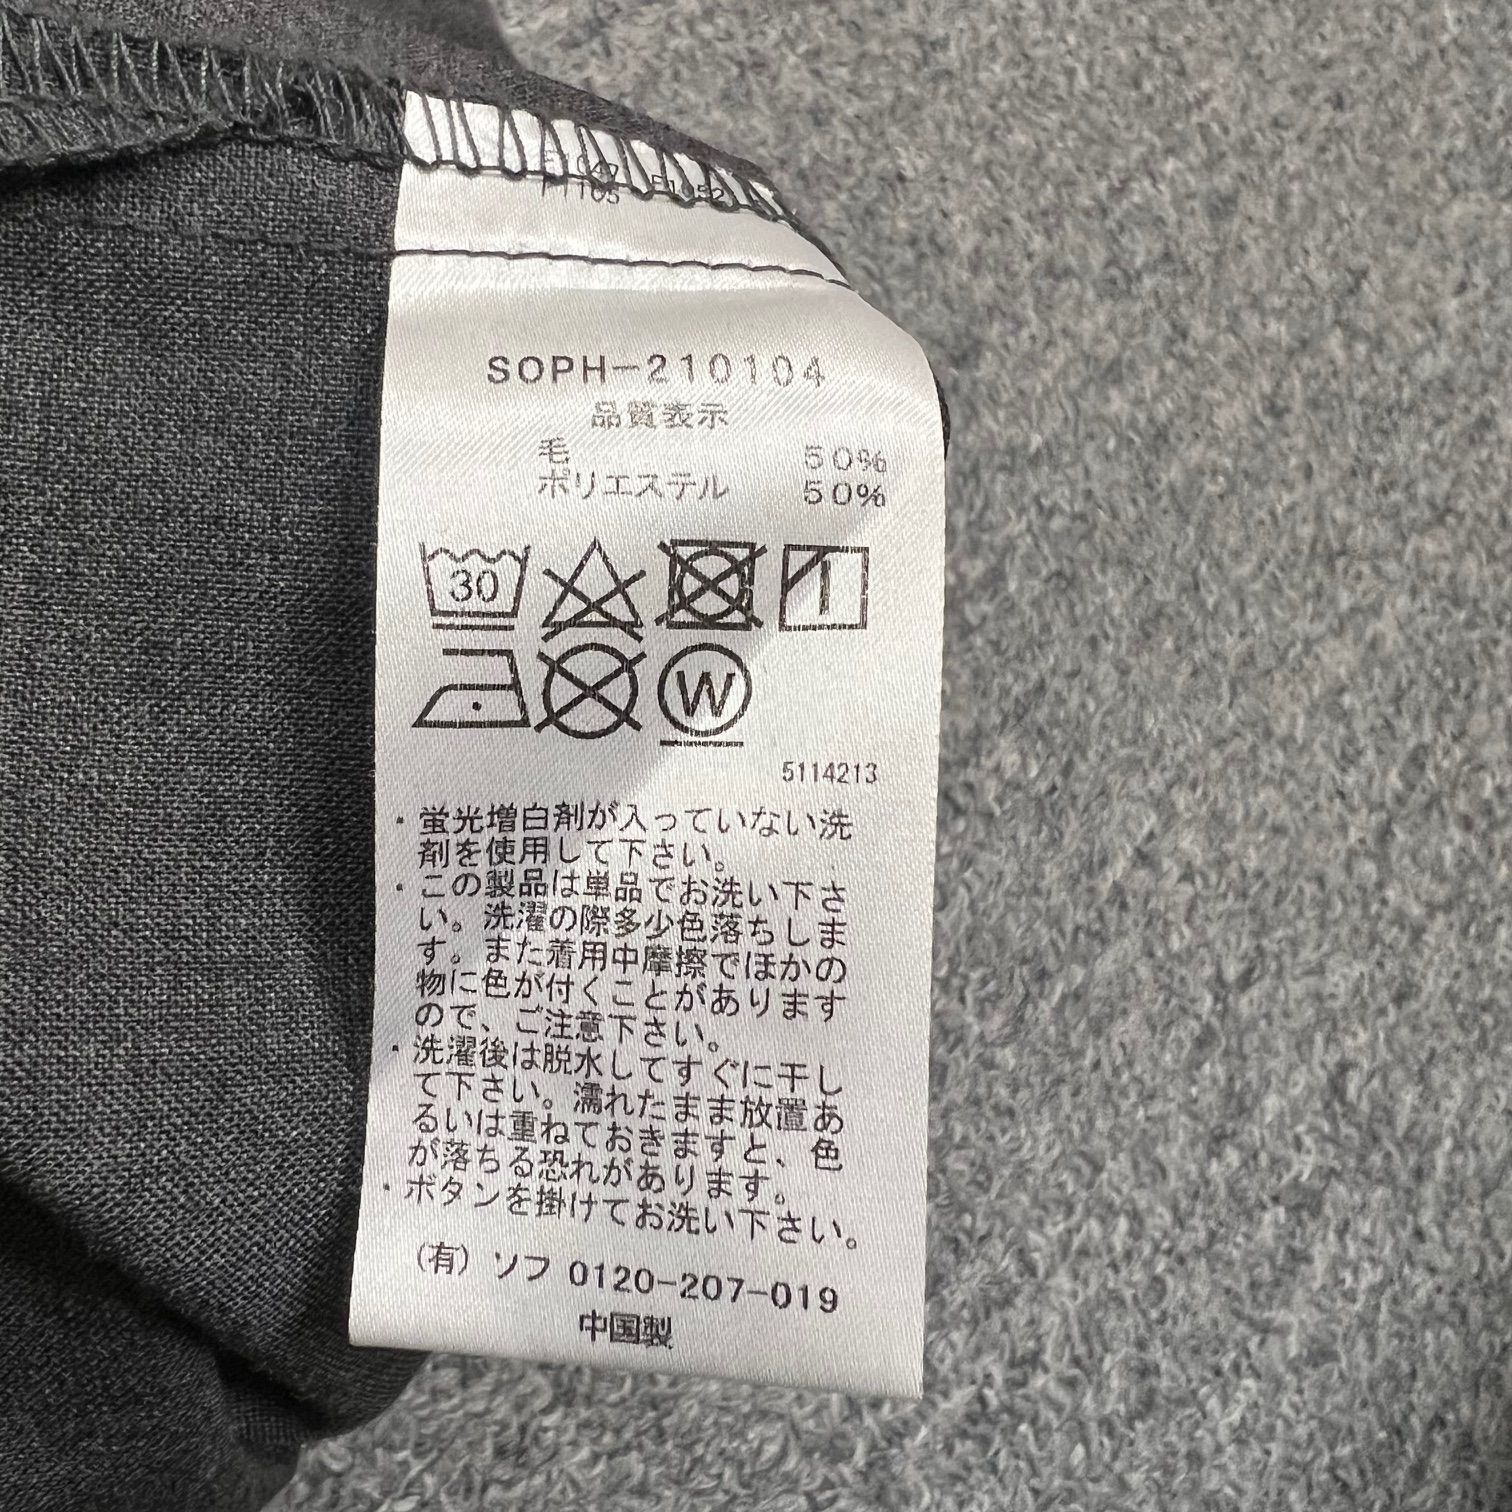 SOPH-210104
品質表示
毛 50%
ポリエステル 50%
30
W
5114213
・蛍光増白剤が入っていない洗
剤を使用して下さい。
・この製品は単品でお洗い下さ
い。洗濯の際多少色落ちしま
す。また着用中摩擦でほかの
物に色が付くことがあります
ので、ご注意下さい。
・洗濯後は脱水してすぐに干し
て下さい。濡れたまま放置あ
るいは重ねておきますと、色
が落ちる恐れがあります。
・ボタンを掛けてお洗い下さい。
(有) ソフ 0120-207-019
中国製